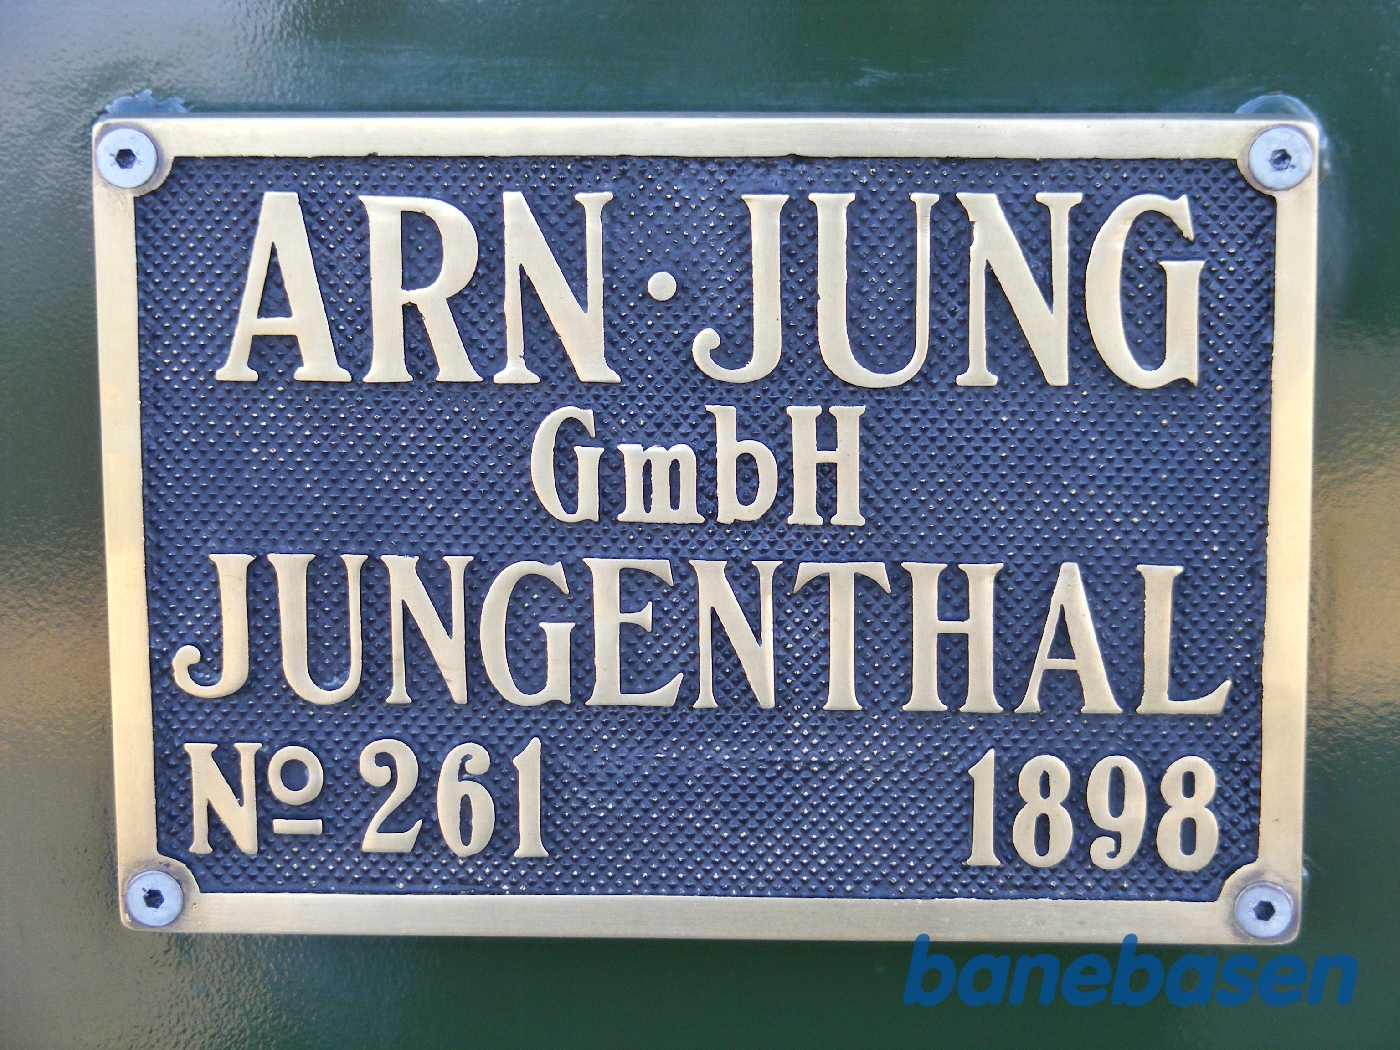 ARN·JUNG
GmbH
JUNGENTHAL
Nº 261 1898
banebasen